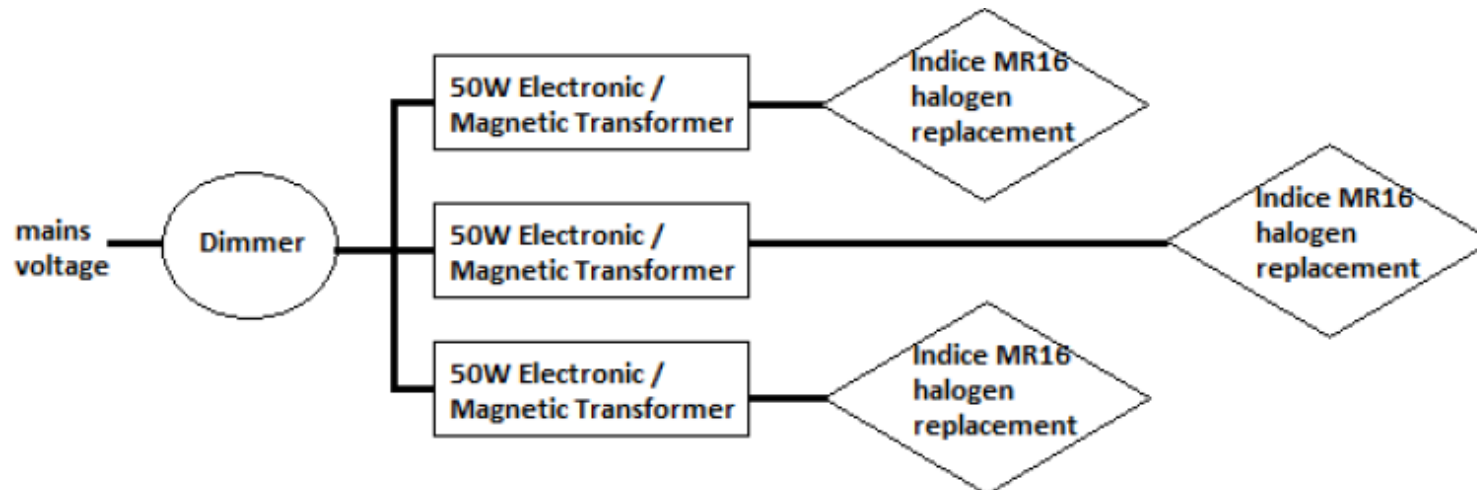 mains
voltage
Dimmer
50W Electronic /
Magnetic Transformer
Indice MR16
halogen
replacement
50W Electronic /
Magnetic Transformer
Indice MR16
halogen
replacement
50W Electronic /
Magnetic Transformer
Indice MR16
halogen
replacement